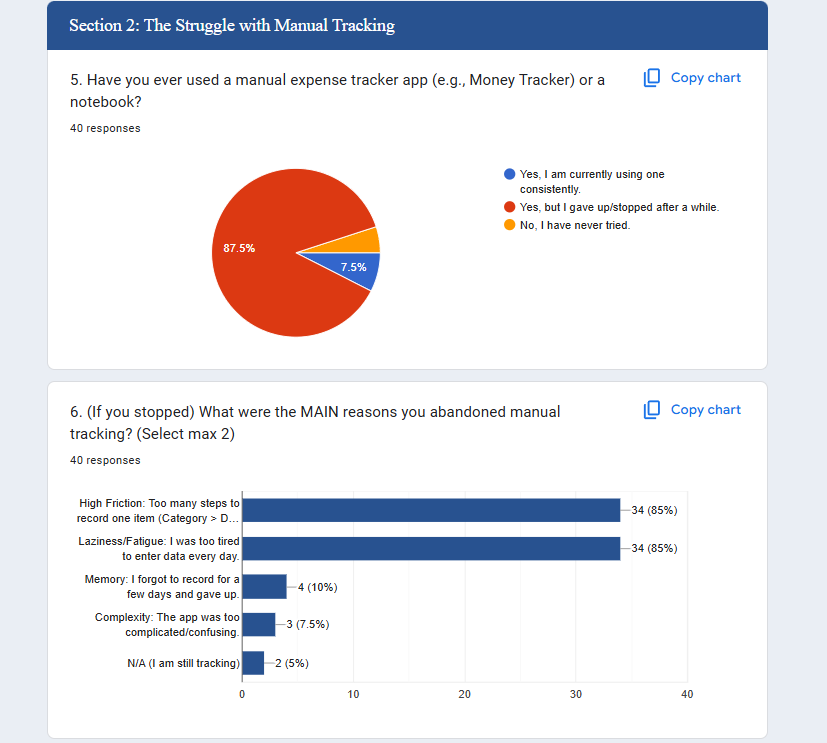 Section 2: The Struggle with Manual Tracking
5. Have you ever used a manual expense tracker app (e.g., Money Tracker) or a
notebook?
Copy chart
40 responses
87.5%
7.5%
Yes, I am currently using one
consistently.
Yes, but I gave up/stopped after a while.
No, I have never tried.
6. (If you stopped) What were the MAIN reasons you abandoned manual
tracking? (Select max 2)
Copy chart
40 responses
High Friction: Too many steps to
record one item (Category > D...
34 (85%)
Laziness/Fatigue: I was too tired
to enter data every day.
34 (85%)
Memory: I forgot to record for a
few days and gave up.
4 (10%)
Complexity: The app was too
complicated/confusing.
3 (7.5%)
N/A (I am still tracking)
2 (5%)
0
10
20
30
40